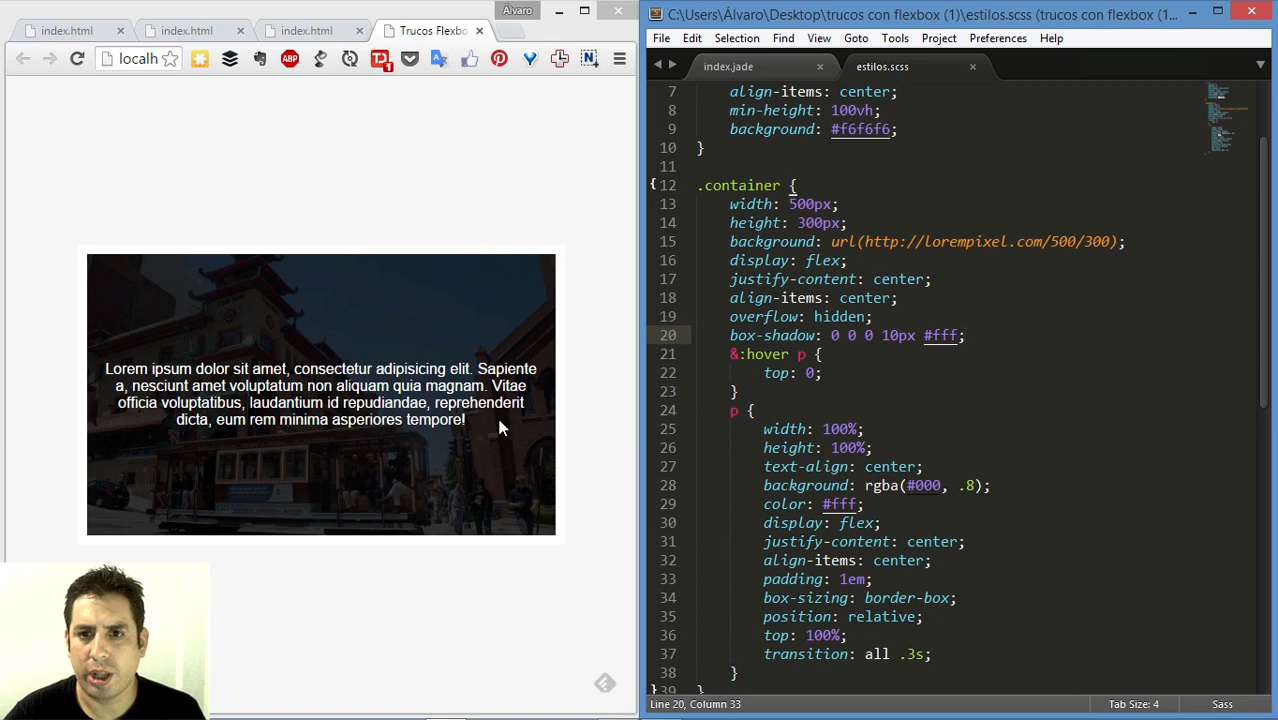 Alvaro
index.html
index.html
index.html
Trucos Flexbo
localh
ABP
1
N
Lorem ipsum dolor sit amet, consectetur adipisicing elit. Sapiente
a, nesciunt amet voluptatum non aliquam quia magnam. Vitae
officia voluptatibus, laudantium id repudiandae, reprehenderit
dicta, eum rem minima asperiores tempore!
C:\Users\Álvaro\Desktop\trucos con flexbox (1)\estilos.scss (trucos con flexbox (1...
File Edit Selection Find View Goto Tools Project Preferences Help
index.jade
estilos.scss
7 align-items: center;
8 min-height: 100vh;
9 background: #f6f6f6;
10 }
11
12 .container {
13 width: 500px;
14 height: 300px;
15 background: url(http://lorempixel.com/500/300);
16 display: flex;
17 justify-content: center;
18 align-items: center;
19 overflow: hidden;
20 box-shadow: 0 0 0 10px #fff;
21 &:hover p {
22 top: 0;
23 }
24 p {
25 width: 100%;
26 height: 100%;
27 text-align: center;
28 background: rgba(#000, .8);
29 color: #fff;
30 display: flex;
31 justify-content: center;
32 align-items: center;
33 padding: 1em;
34 box-sizing: border-box;
35 position: relative;
36 top: 100%;
37 transition: all .3s;
38 }
39 }
Line 20, Column 33
Tab Size: 4
Sass